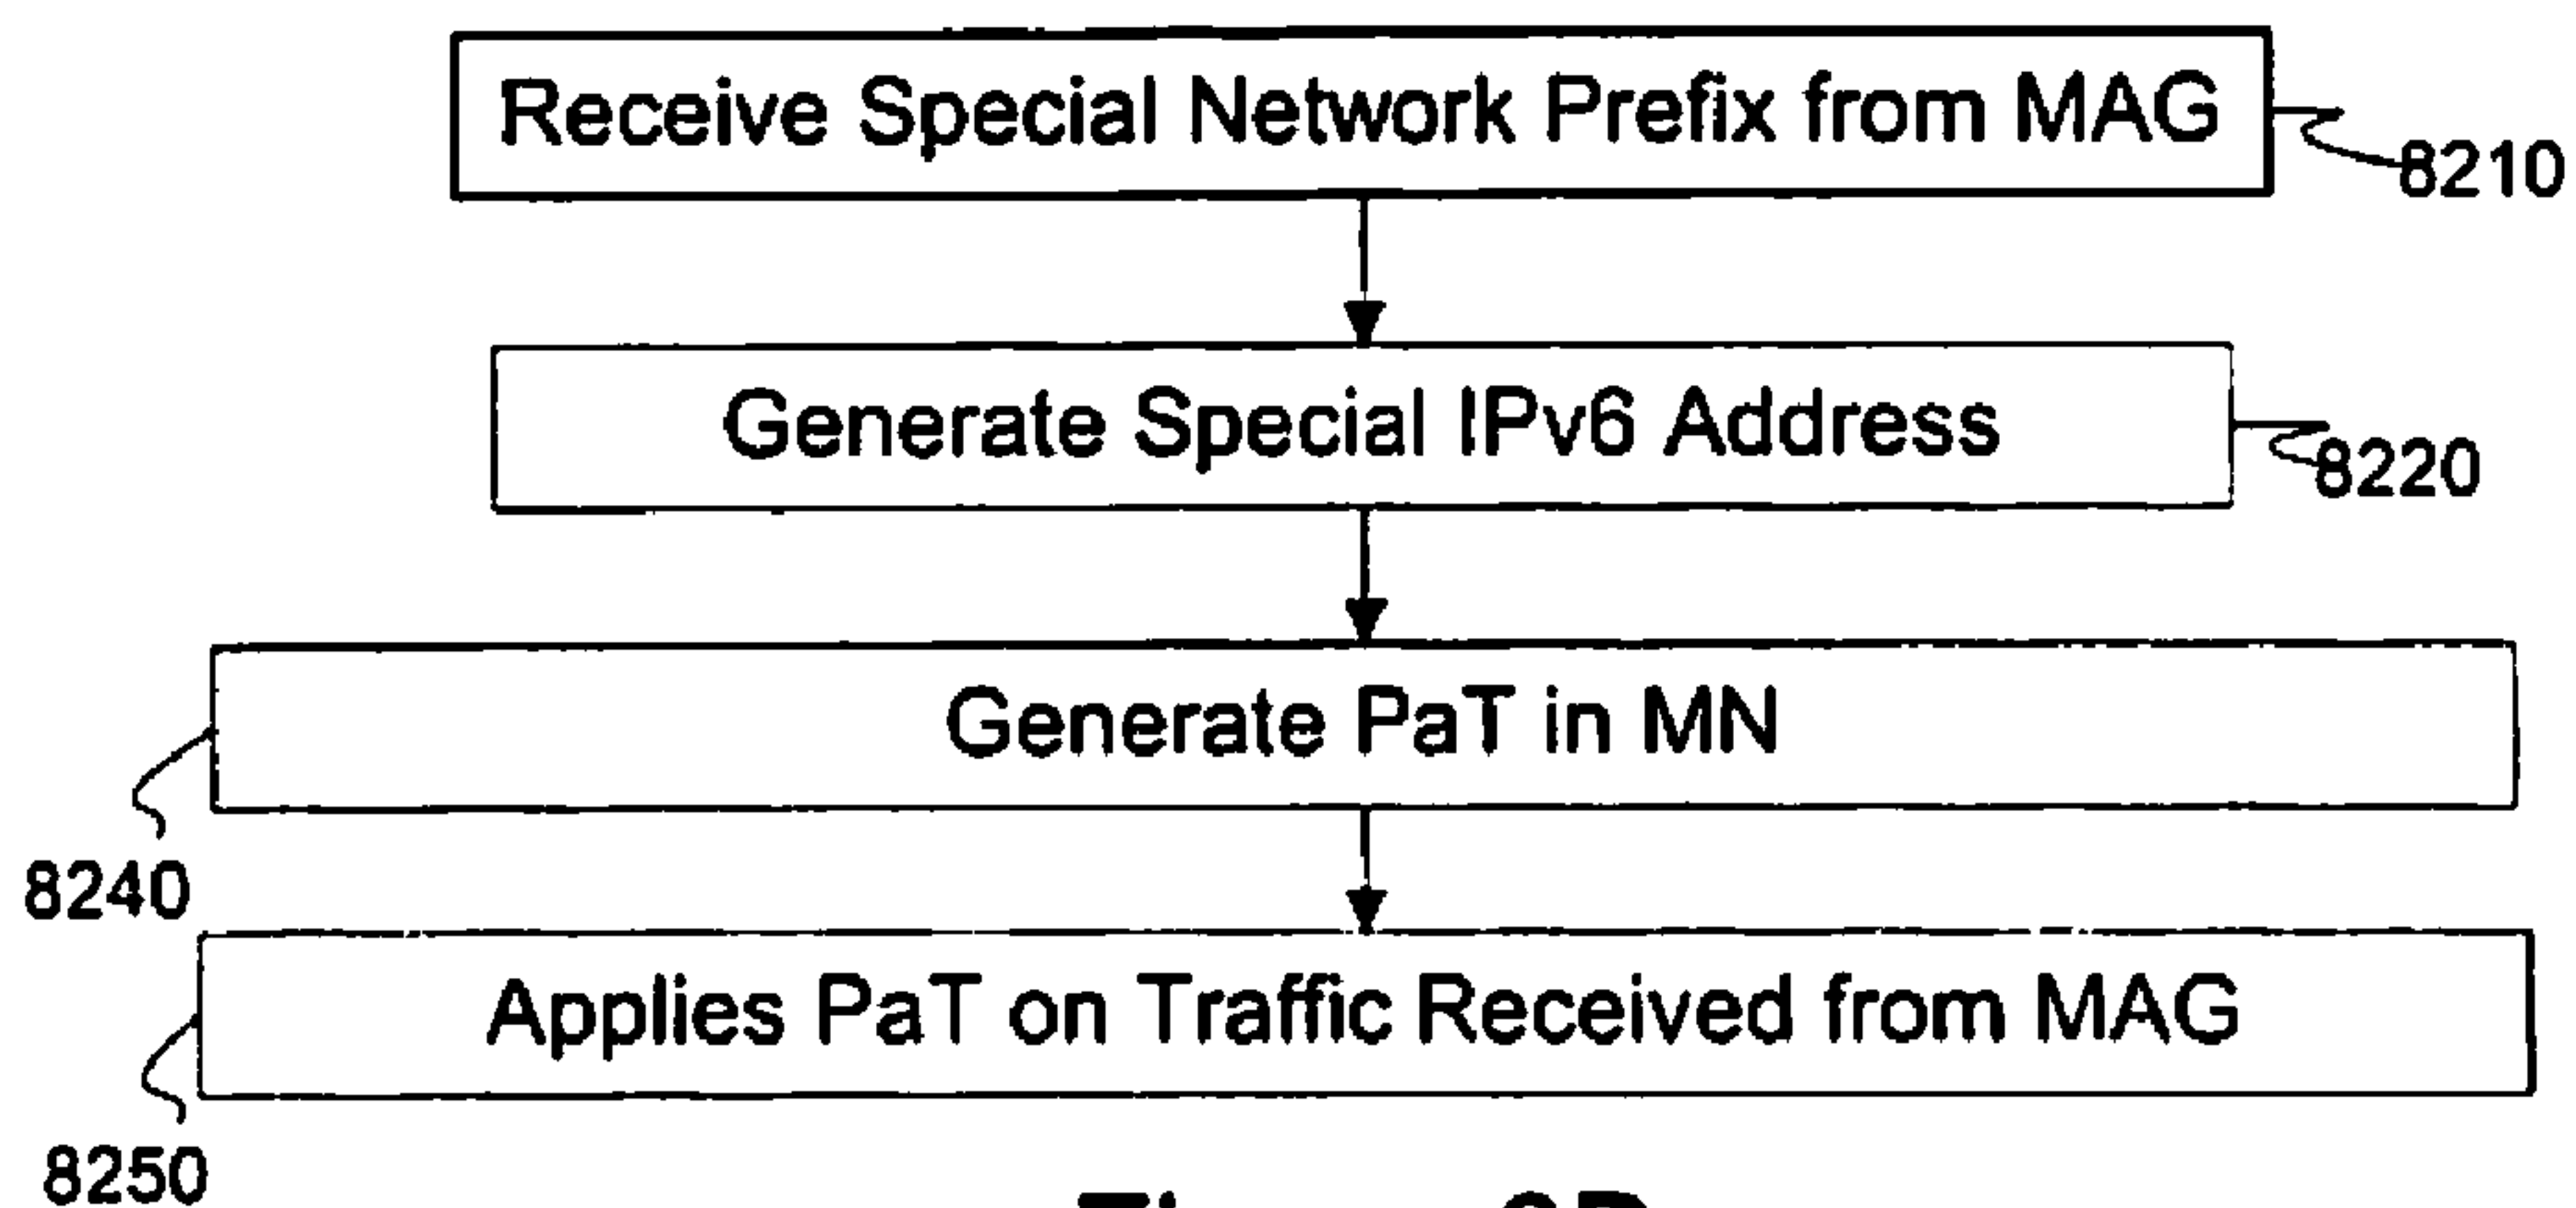 Receive Special Network Prefix from MAG
8210
Generate Special IPv6 Address
8220
Generate PaT in MN
8240
Applies PaT on Traffic Received from MAG
8250